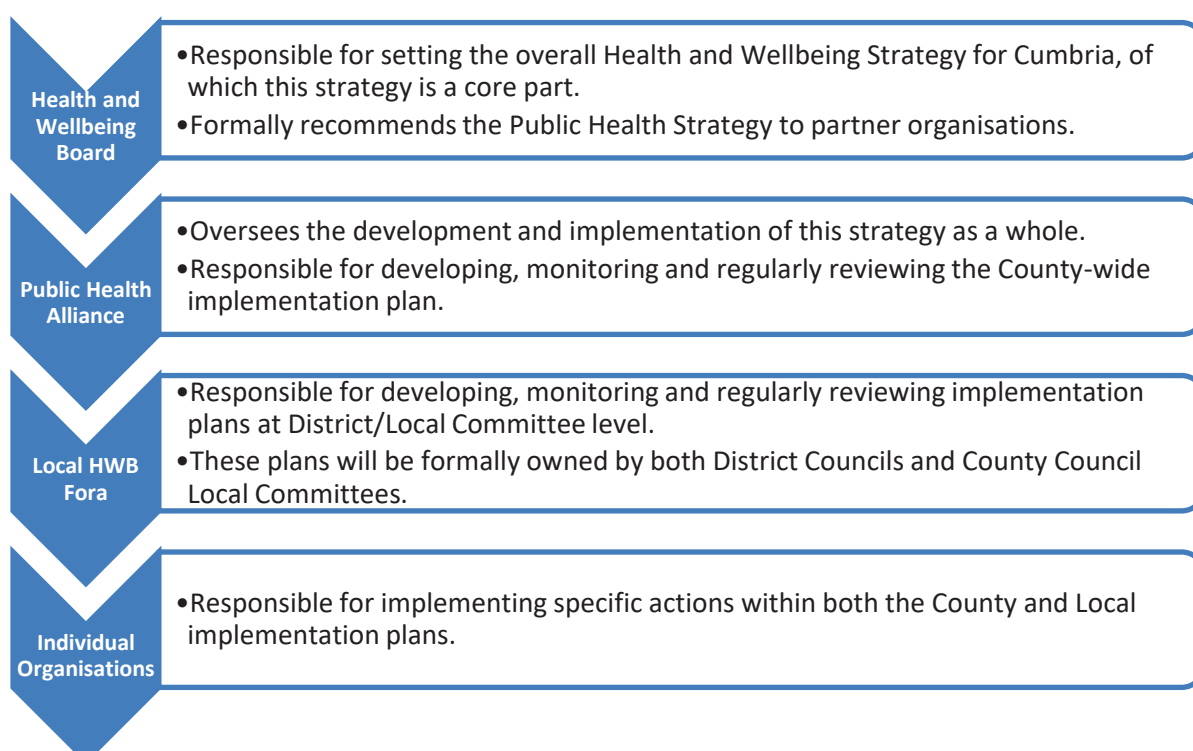 Health and
Wellbeing
Board
•Responsible for setting the overall Health and Wellbeing Strategy for Cumbria, of
which this strategy is a core part.
•Formally recommends the Public Health Strategy to partner organisations.
Public Health
Alliance
•Oversees the development and implementation of this strategy as a whole.
•Responsible for developing, monitoring and regularly reviewing the County-wide
implementation plan.
Local HWB
Fora
•Responsible for developing, monitoring and regularly reviewing implementation
plans at District/Local Committee level.
•These plans will be formally owned by both District Councils and County Council
Local Committees.
Individual
Organisations
•Responsible for implementing specific actions within both the County and Local
implementation plans.